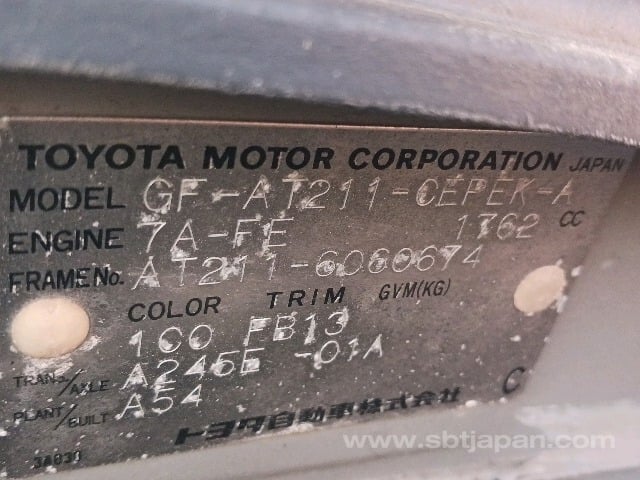 TOYOTA MOTOR CORPORATION JAPAN
MODEL GF-AT211-CEPEK-A
ENGINE 7A-FE 1762 CC
FRAME No. AT211-6060674
COLOR TRIM GVM(KG)
1C0 FB13
TRANS/AXLE A245E -01A
PLANT/BUILT A54 C
トヨタ自動車株式会社
www.sbtjapan.com